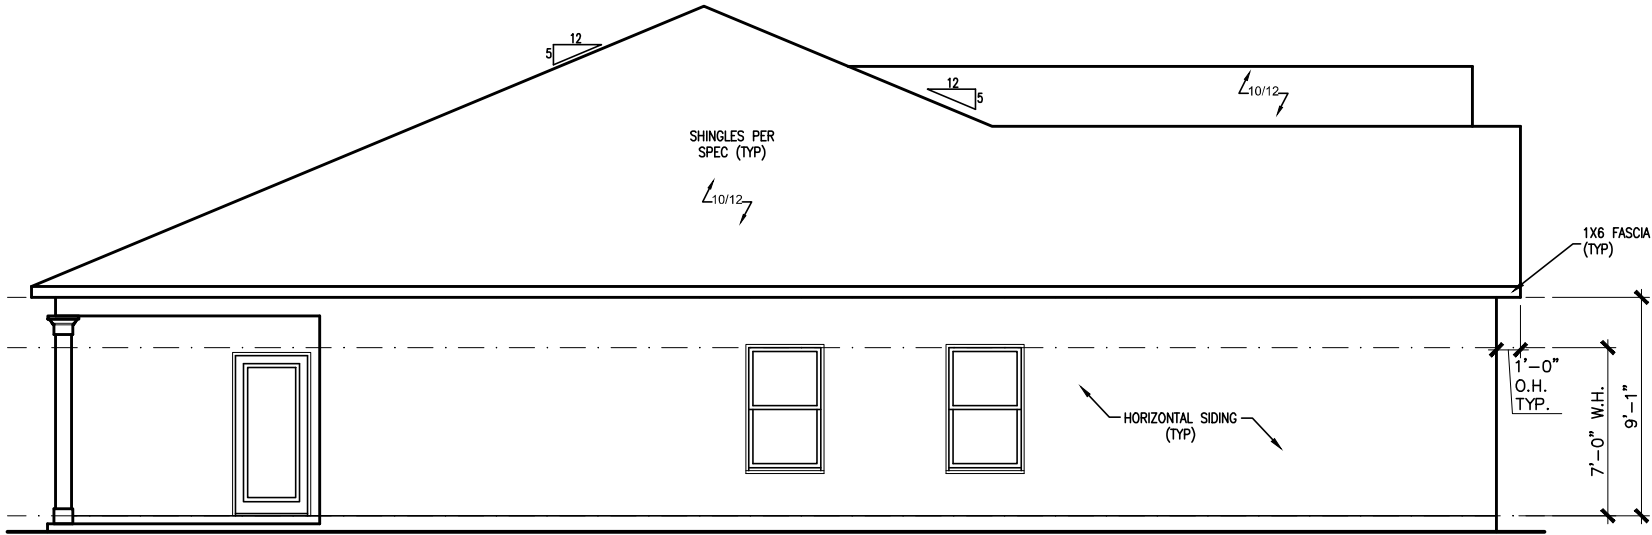 12
5
12
5
10/12
SHINGLES PER
SPEC (TYP)
10/12
1X6 FASCIA
(TYP)
1'-0"
O.H.
TYP.
HORIZONTAL SIDING
(TYP)
7'-0" W.H.
9'-1"